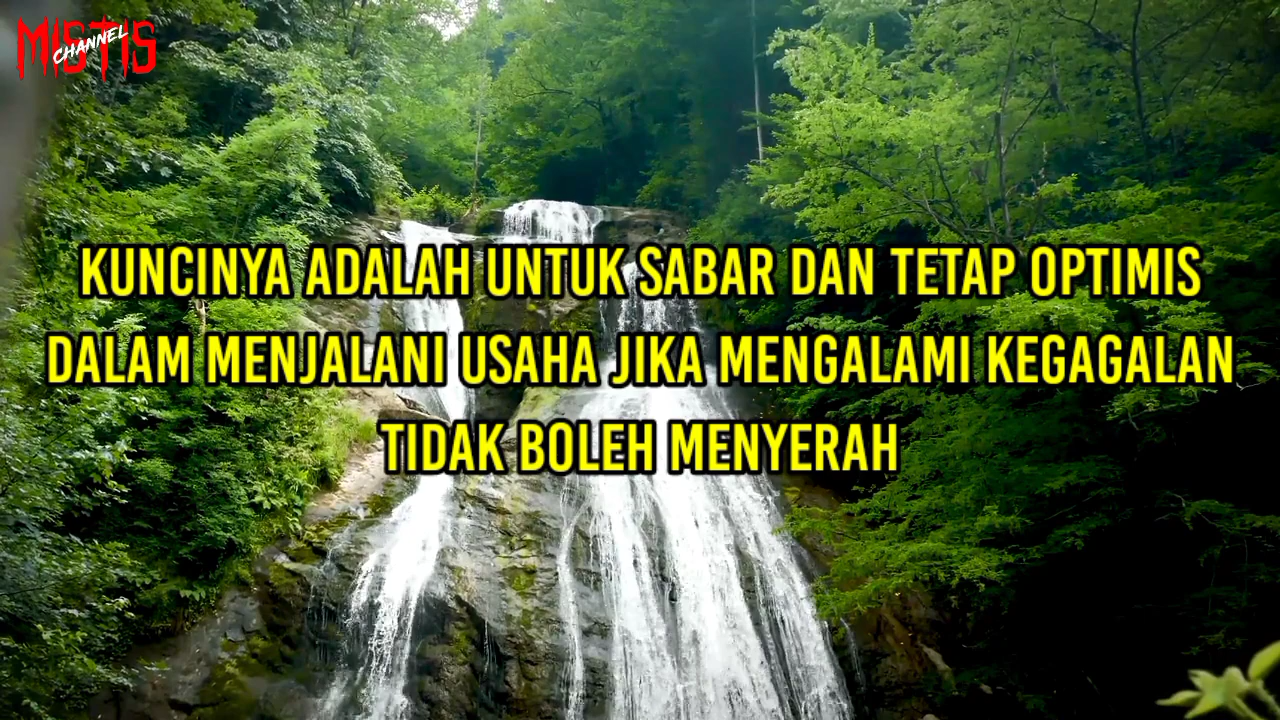 MISTIS
CHANNEL
KUNCINYA ADALAH UNTUK SABAR DAN TETAP OPTIMIS
DALAM MENJALANI USAHA JIKA MENGALAMI KEGAGALAN
TIDAK BOLEH MENYERAH